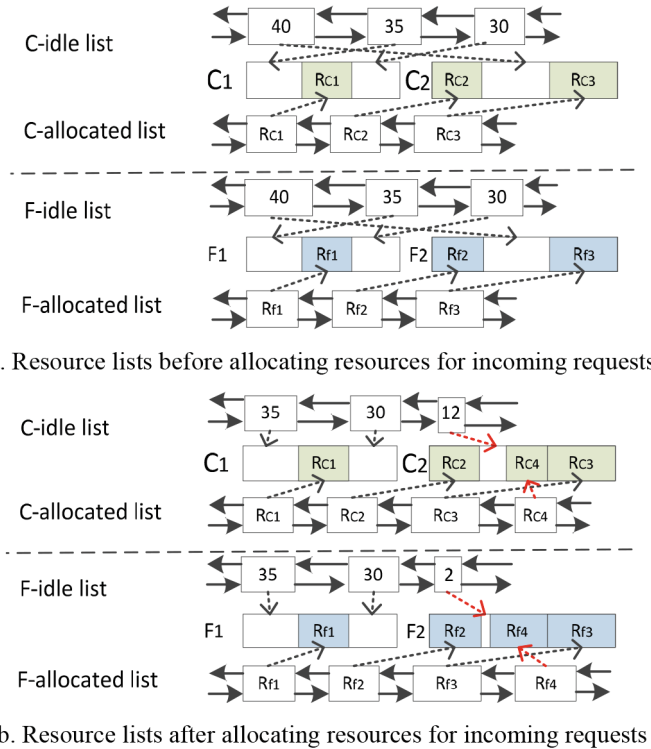 C-idle list
40 35 30
C1 RC1 C2 RC2 RC3
C-allocated list
RC1 RC2 RC3
F-idle list
40 35 30
F1 Rf1 F2 Rf2 Rf3
F-allocated list
Rf1 Rf2 Rf3
. Resource lists before allocating resources for incoming requests
C-idle list
35 30 12
C1 RC1 C2 RC2 RC4 RC3
C-allocated list
RC1 RC2 RC3 RC4
F-idle list
35 30 2
F1 Rf1 F2 Rf2 Rf4 Rf3
F-allocated list
Rf1 Rf2 Rf3 Rf4
b. Resource lists after allocating resources for incoming requests